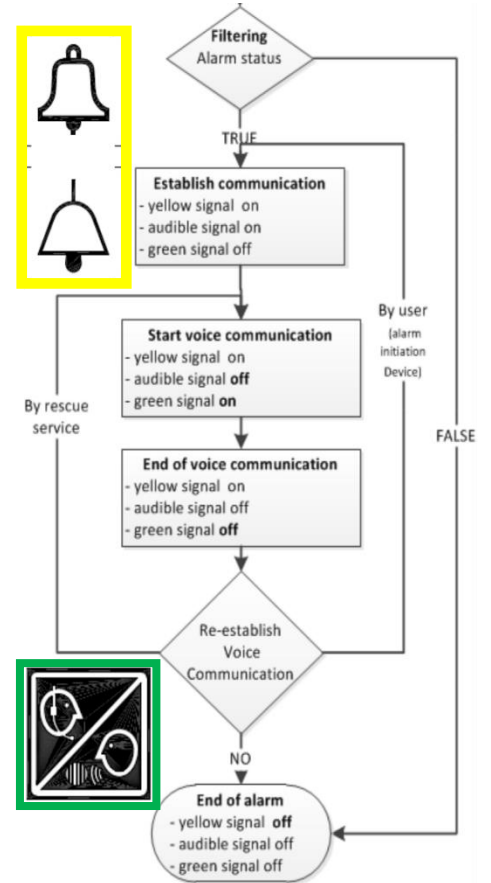 Filtering
Alarm status
TRUE
Establish communication
- yellow signal on
- audible signal on
- green signal off
By user
(alarm
initiation
Device)
Start voice communication
- yellow signal on
- audible signal off
- green signal on
By rescue
service
FALSE
End of voice communication
- yellow signal on
- audible signal off
- green signal off
Re-establish
Voice
Communication
NO
End of alarm
- yellow signal off
- audible signal off
- green signal off